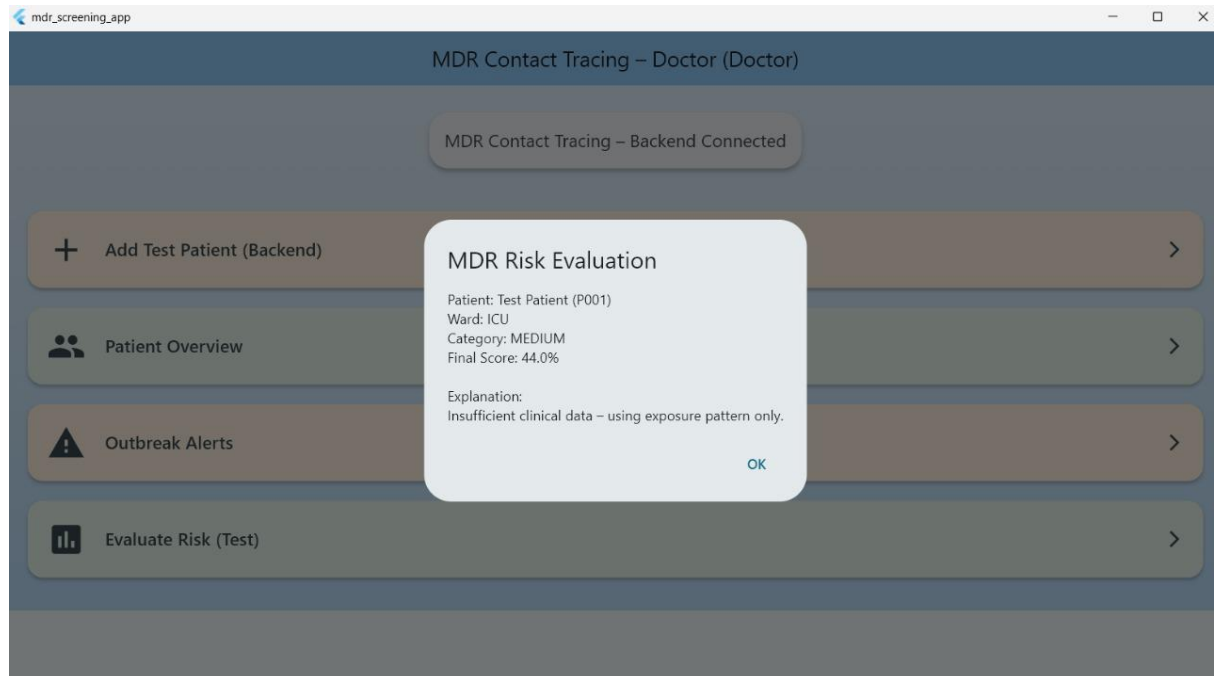 mdr_screening_app
MDR Contact Tracing – Doctor (Doctor)
MDR Contact Tracing – Backend Connected
Add Test Patient (Backend)
Patient Overview
Outbreak Alerts
Evaluate Risk (Test)
MDR Risk Evaluation
Patient: Test Patient (P001)
Ward: ICU
Category: MEDIUM
Final Score: 44.0%
Explanation:
Insufficient clinical data – using exposure pattern only.
OK